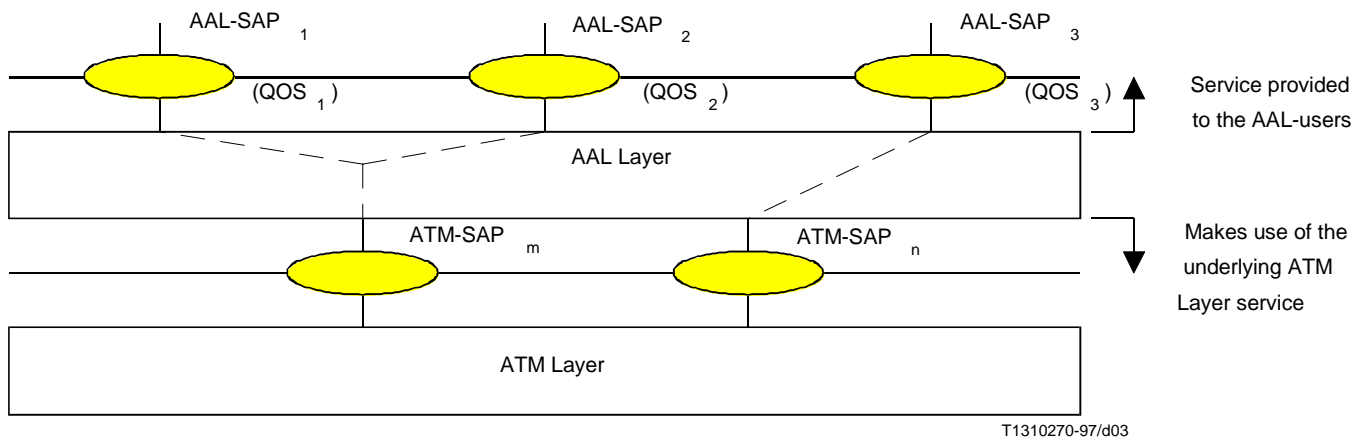 AAL-SAP 1
AAL-SAP 2
AAL-SAP 3
(QOS 1 )
(QOS 2 )
(QOS 3 )
Service provided
to the AAL-users
AAL Layer
ATM-SAP m
ATM-SAP n
Makes use of the
underlying ATM
Layer service
ATM Layer
T1310270-97/d03